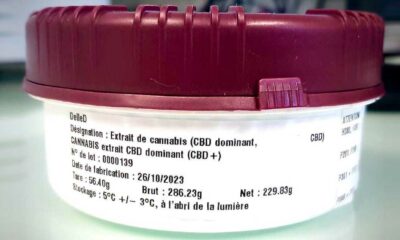 DelleD
Désignation : Extrait de cannabis (CBD dominant, CBD)
CANNABIS extrait CBD dominant (CBD+)
N° de lot : 0000139
Date de fabrication : 26/10/2023
Tare : 56.40g Brut : 286.23g Net : 229.83g
Stockage : 5°C +/- 3°C, à l'abri de la lumière